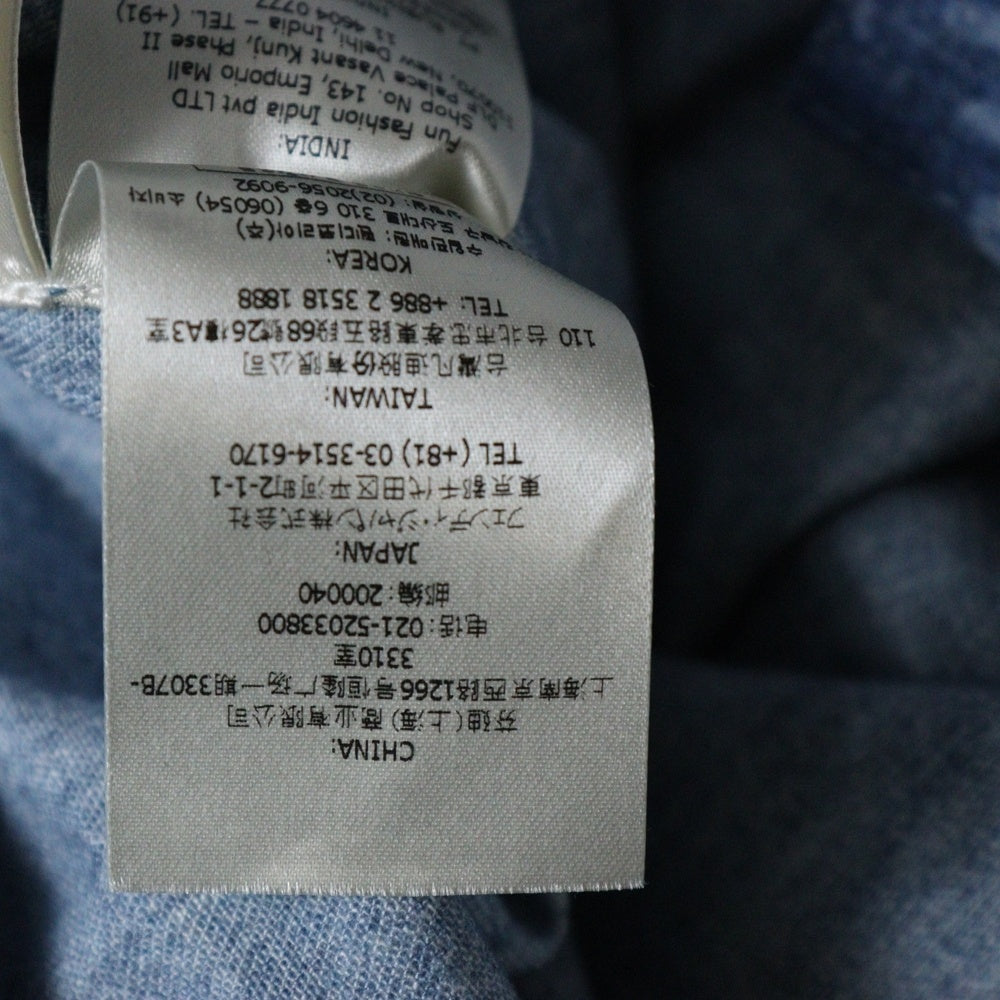 CHINA:
芬迪（上海）商业有限公司
上海南京西路1266号恒隆广场一期3307B-
3310室
电话：021-52033800
邮编：200040
JAPAN:
フェンディ・ジャパン株式会社
東京都千代田区平河町2-1-1
TEL (+81) 03-3514-6170
TAIWAN:
台灣凡迪股份有限公司
110 台北市忠孝東路五段68號26樓A3室
TEL: +886 2 3518 1888
KOREA:
수입판매원: 펜디코리아(주)
도산대로 310 6층 (06054) 소비자
(02)2056-9092
INDIA:
Fun Fashion India pvt LTD
Shop No. 143, Emporio Mall
DLF Palace Vasant Kunj, Phase II
New Delhi, India – TEL. (+91)
11 4604 0777